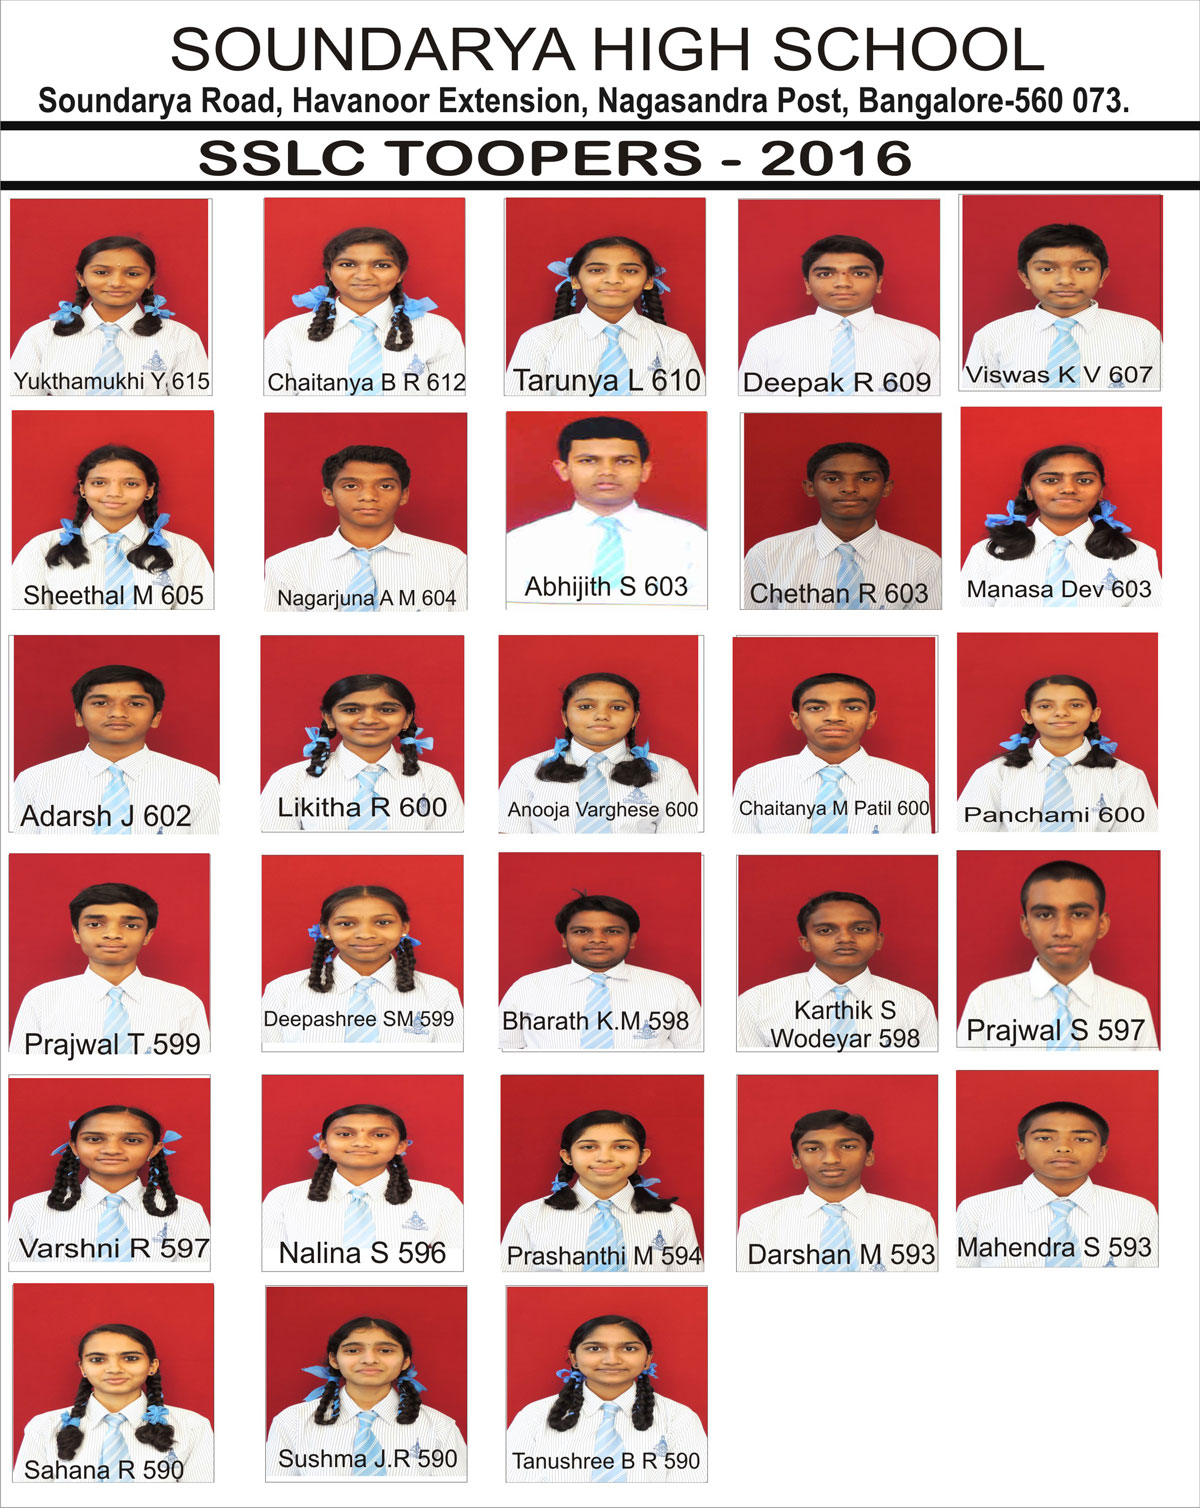 SOUNDARYA HIGH SCHOOL
Soundarya Road, Havanoor Extension, Nagasandra Post, Bangalore-560 073.
SSLC TOOPERS - 2016
Yukthamukhi Y 615
Chaitanya B R 612
Tarunya L 610
Deepak R 609
Viswas K V 607
Sheethal M 605
Nagarjuna A M 604
Abhijith S 603
Chethan R 603
Manasa Dev 603
Adarsh J 602
Likitha R 600
Anooja Varghese 600
Chaitanya M Patil 600
Panchami 600
Prajwal T 599
Deepashree SM 599
Bharath K.M 598
Karthik S
Wodeyar 598
Prajwal S 597
Varshni R 597
Nalina S 596
Prashanthi M 594
Darshan M 593
Mahendra S 593
Sahana R 590
Sushma J.R 590
Tanushree B R 590